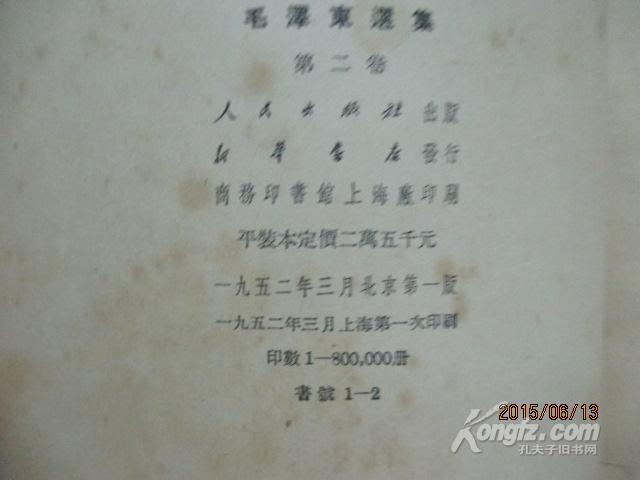 毛澤東選集
第二卷
人民出版社出版
新華書店發行
商務印書館上海廠印刷
平裝本定價二萬五千元
一九五二年三月北京第一版
一九五二年三月上海第一次印刷
印數1—800,000册
書號1—2
2015/06/13
Kongfz.com
孔夫子旧书网